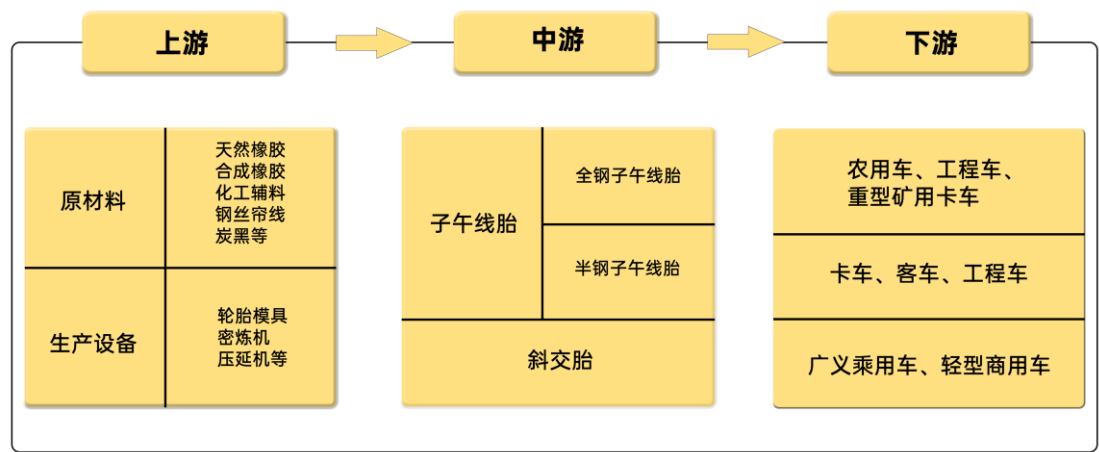 上游
中游
下游
原材料
天然橡胶
合成橡胶
化工辅料
钢丝帘线
炭黑等
生产设备
轮胎模具
密炼机
压延机等
子午线胎
全钢子午线胎
半钢子午线胎
斜交胎
农用车、工程车、
重型矿用卡车
卡车、客车、工程车
广义乘用车、轻型商用车